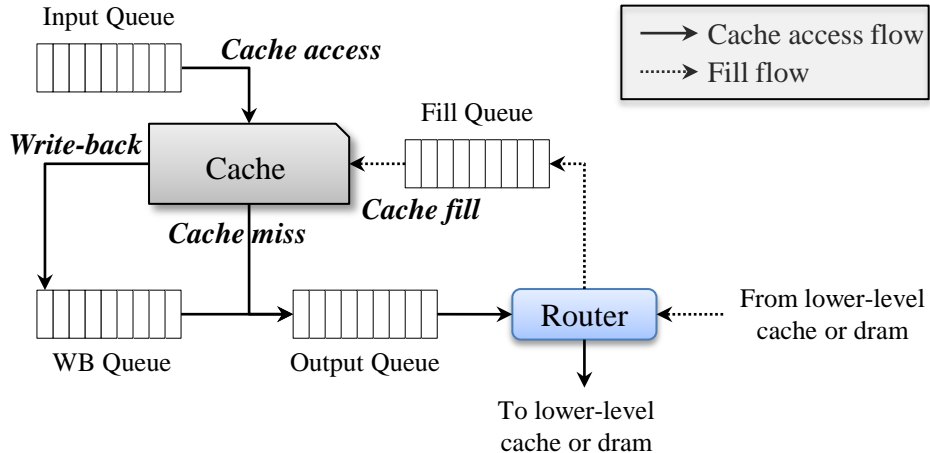 Input Queue
Cache access
Cache access flow
Fill flow
Fill Queue
Write-back
Cache
Cache fill
Cache miss
From lower-level
cache or dram
Router
WB Queue
Output Queue
To lower-level
cache or dram